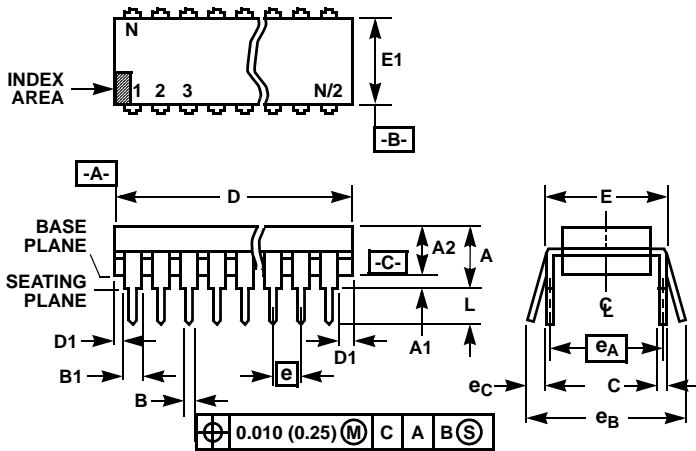 N
E1
INDEX
AREA
1 2 3 N/2
-B-
-A-
D
E
BASE
PLANE
A2
A
-C-
SEATING
PLANE
L
C
L
D1
A1
D1
eA
B1
e
eC
C
B
eB
0.010 (0.25) M C A B S